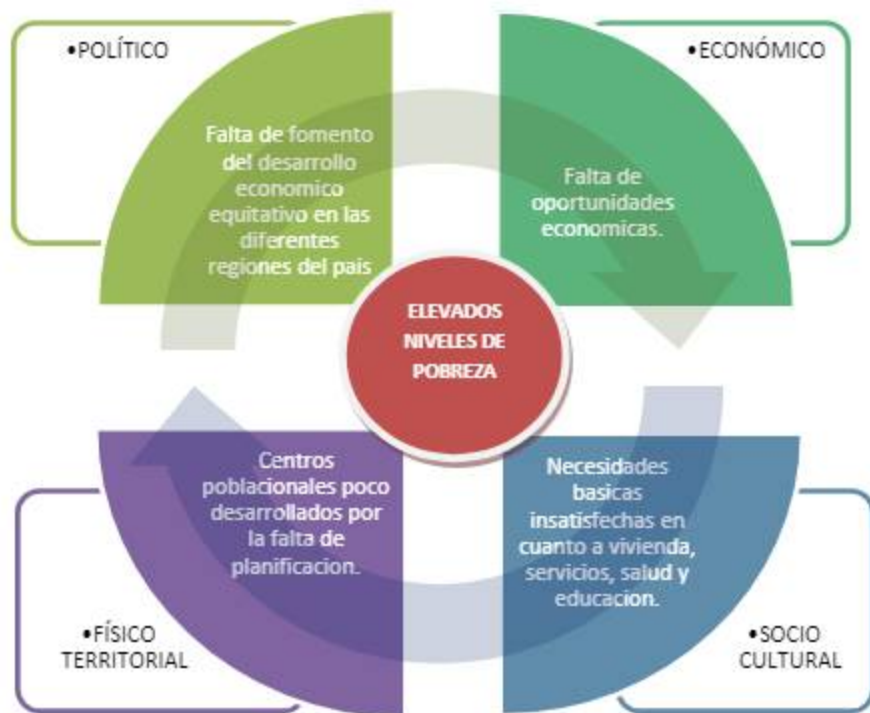 •POLÍTICO
Falta de fomento
del desarrollo
economico
equitativo en las
diferentes
regiones del pais
•ECONÓMICO
Falta de
oportunidades
economicas.
ELEVADOS
NIVELES DE
POBREZA
Centros
poblacionales poco
desarrollados por
la falta de
planificacion.
•FÍSICO
TERRITORIAL
Necesidades
basicas
insatisfechas en
cuanto a vivienda,
servicios, salud y
educacion.
•SOCIO
CULTURAL